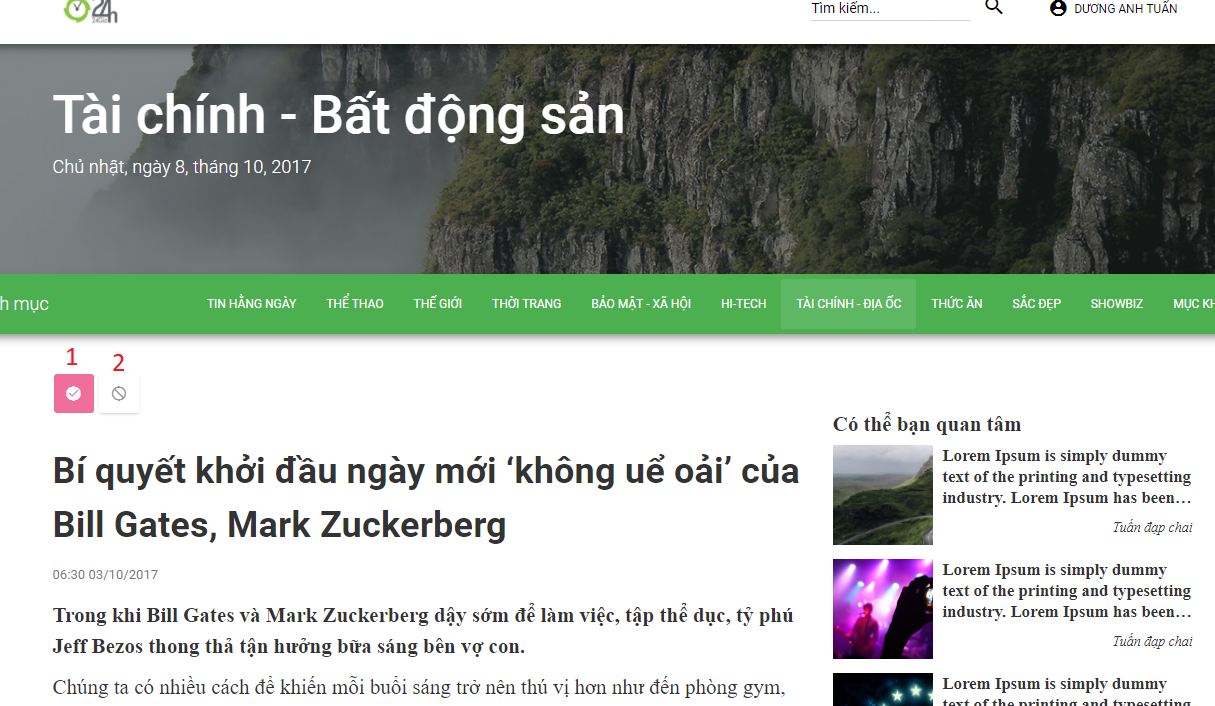 24h
Tìm kiếm...
DƯƠNG ANH TUẤN
Tài chính - Bất động sản
Chủ nhật, ngày 8, tháng 10, 2017
h mục
TIN HẰNG NGÀY
THỂ THAO
THẾ GIỚI
THỜI TRANG
BẢO MẬT - XÃ HỘI
HI-TECH
TÀI CHÍNH - ĐỊA ỐC
THỨC ĂN
SẮC ĐẸP
SHOWBIZ
MỤC KH
1
2
Bí quyết khởi đầu ngày mới ‘không uể oải’ của
Bill Gates, Mark Zuckerberg
06:30 03/10/2017
Trong khi Bill Gates và Mark Zuckerberg dậy sớm để làm việc, tập thể dục, tỷ phú
Jeff Bezos thong thả tận hưởng bữa sáng bên vợ con.
Chúng ta có nhiều cách để khiến mỗi buổi sáng trở nên thú vị hơn như đến phòng gym,
Có thể bạn quan tâm
Lorem Ipsum is simply dummy
text of the printing and typesetting
industry. Lorem Ipsum has been…
Tuấn đạp chai
Lorem Ipsum is simply dummy
text of the printing and typesetting
industry. Lorem Ipsum has been…
Tuấn đạp chai
Lorem Ipsum is simply dummy
text of the printing and typesetting